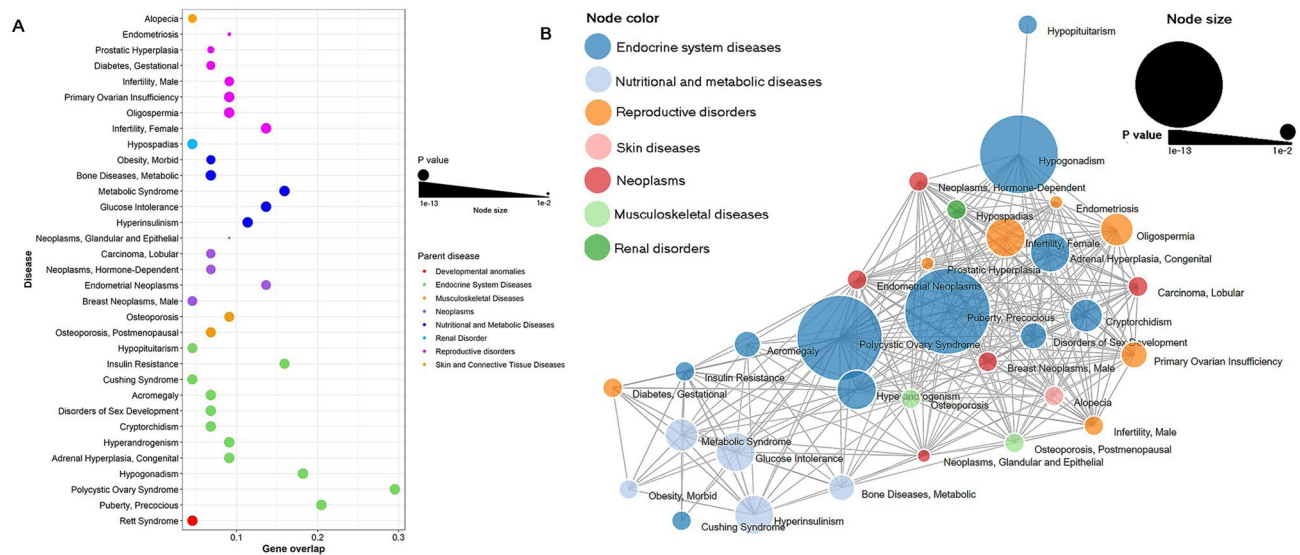 A
Alopecia
Endometriosis
Prostatic Hyperplasia
Diabetes, Gestational
Infertility, Male
Primary Ovarian Insufficiency
Oligospermia
Infertility, Female
Hypospadias
Obesity, Morbid
Bone Diseases, Metabolic
Metabolic Syndrome
Glucose Intolerance
Hyperinsulinism
Neoplasms, Glandular and Epithelial
Carcinoma, Lobular
Neoplasms, Hormone-Dependent
Endometrial Neoplasms
Breast Neoplasms, Male
Osteoporosis
Osteoporosis, Postmenopausal
Hypopituitarism
Insulin Resistance
Cushing Syndrome
Acromegaly
Disorders of Sex Development
Cryptorchidism
Hyperandrogenism
Adrenal Hyperplasia, Congenital
Hypogonadism
Polycystic Ovary Syndrome
Puberty, Precocious
Rett Syndrome
Disease
0.1
0.2
0.3
Gene overlap
P value
1e-13
1e-2
Node size
Parent disease
Developmental anomalies
Endocrine System Diseases
Musculoskeletal Diseases
Neoplasms
Nutritional and Metabolic Diseases
Renal Disorder
Reproductive disorders
Skin and Connective Tissue Diseases
B
Node color
Endocrine system diseases
Nutritional and metabolic diseases
Reproductive disorders
Skin diseases
Neoplasms
Musculoskeletal diseases
Renal disorders
Node size
P value
1e-13
1e-2
Hypopituitarism
Hypogonadism
Neoplasms, Hormone-Dependent
Endometriosis
Hypospadias
Oligospermia
Infertility, Female
Adrenal Hyperplasia, Congenital
Prostatic Hyperplasia
Endometrial Neoplasms
Carcinoma, Lobular
Puberty, Precocious
Cryptorchidism
Polycystic Ovary Syndrome
Disorders of Sex Development
Acromegaly
Primary Ovarian Insufficiency
Breast Neoplasms, Male
Insulin Resistance
Diabetes, Gestational
Hyperandrogenism
Osteoporosis
Alopecia
Infertility, Male
Metabolic Syndrome
Osteoporosis, Postmenopausal
Glucose Intolerance
Neoplasms, Glandular and Epithelial
Obesity, Morbid
Bone Diseases, Metabolic
Cushing Syndrome
Hyperinsulinism